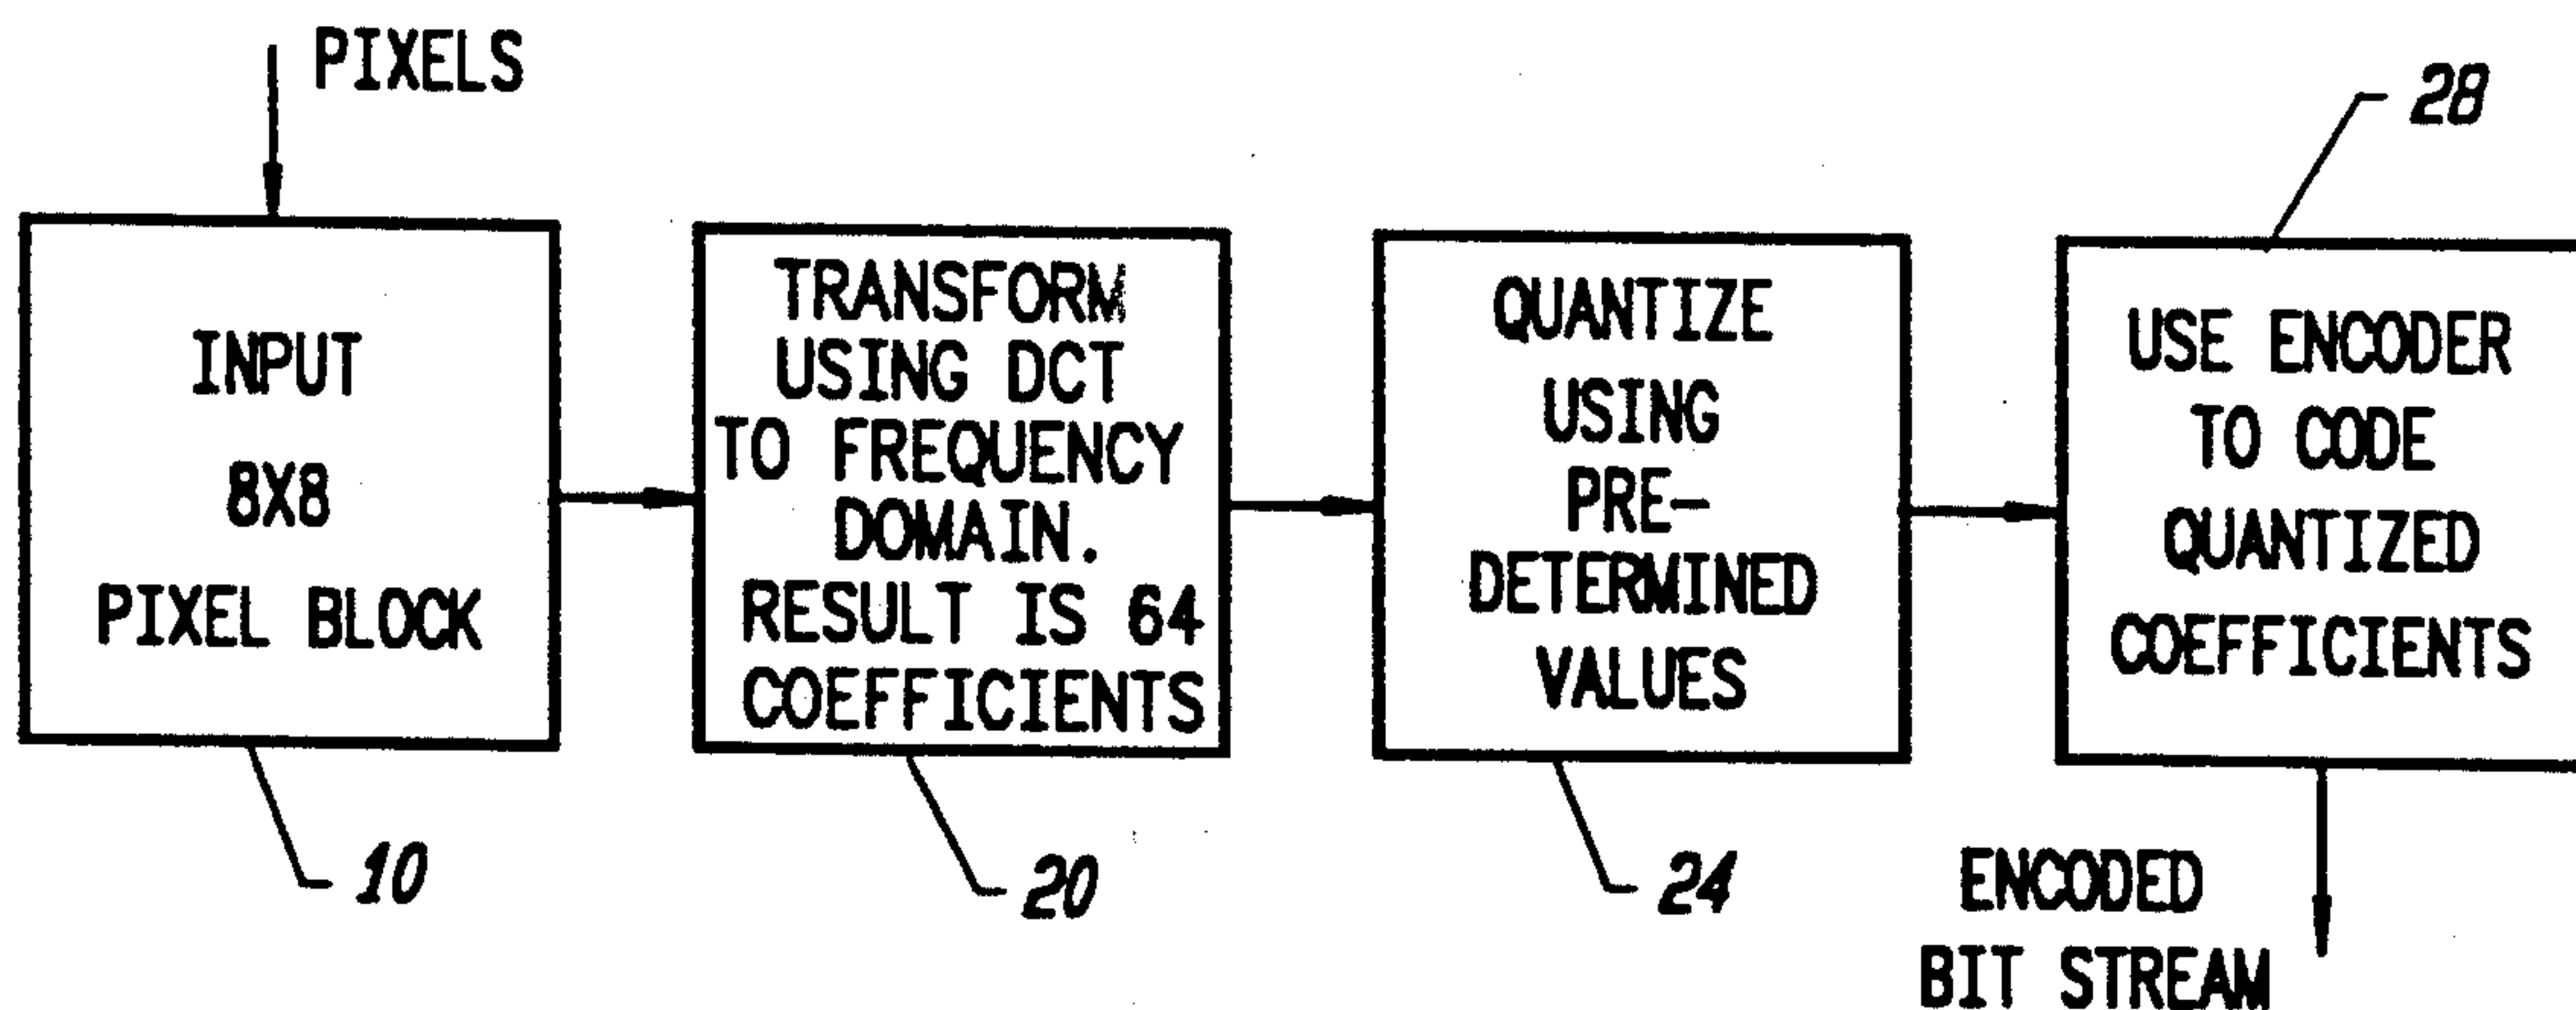 PIXELS
INPUT
8X8
PIXEL BLOCK
10
TRANSFORM
USING DCT
TO FREQUENCY
DOMAIN.
RESULT IS 64
COEFFICIENTS
20
QUANTIZE
USING
PRE-
DETERMINED
VALUES
24
28
USE ENCODER
TO CODE
QUANTIZED
COEFFICIENTS
ENCODED
BIT STREAM